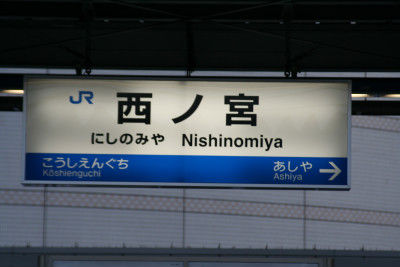 JR 西ノ宮
にしのみや Nishinomiya
こうしえんぐち あしや →
Kōshienguchi Ashiya